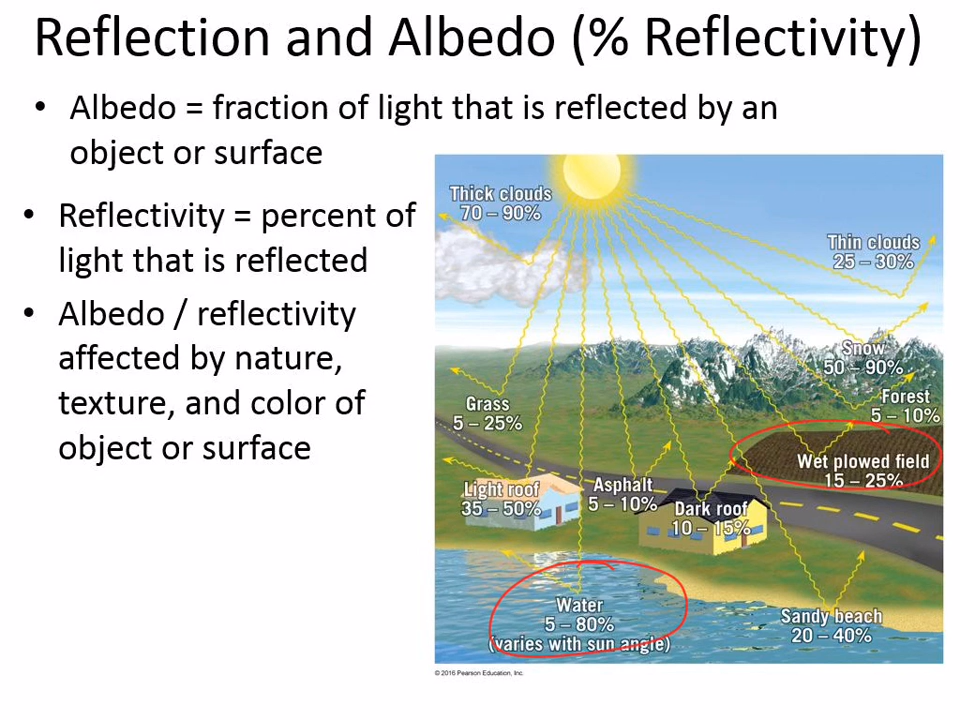 Reflection and Albedo (% Reflectivity)
• Albedo = fraction of light that is reflected by an
object or surface
• Reflectivity = percent of
light that is reflected
• Albedo / reflectivity
affected by nature,
texture, and color of
object or surface
Thick clouds
70 – 90%
Thin clouds
25 – 30%
Snow
50 – 90%
Forest
5 – 10%
Grass
5 – 25%
Wet plowed field
15 – 25%
Light roof
35 – 50%
Asphalt
5 – 10%
Dark roof
10 – 15%
Water
5 – 80%
(varies with sun angle)
Sandy beach
20 – 40%
© 2016 Pearson Education, Inc